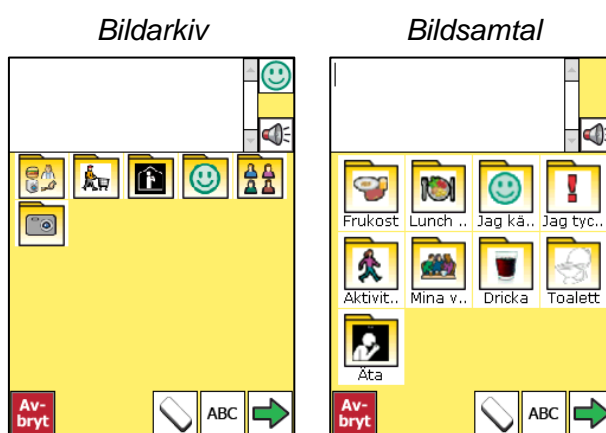 Bildarkiv
Av-
bryt
ABC
Bildsamtal
Frukost
Lunch ..
Jag kä..
Jag tyc..
Aktivit..
Mina v..
Dricka
Toalett
Äta
Av-
bryt
ABC